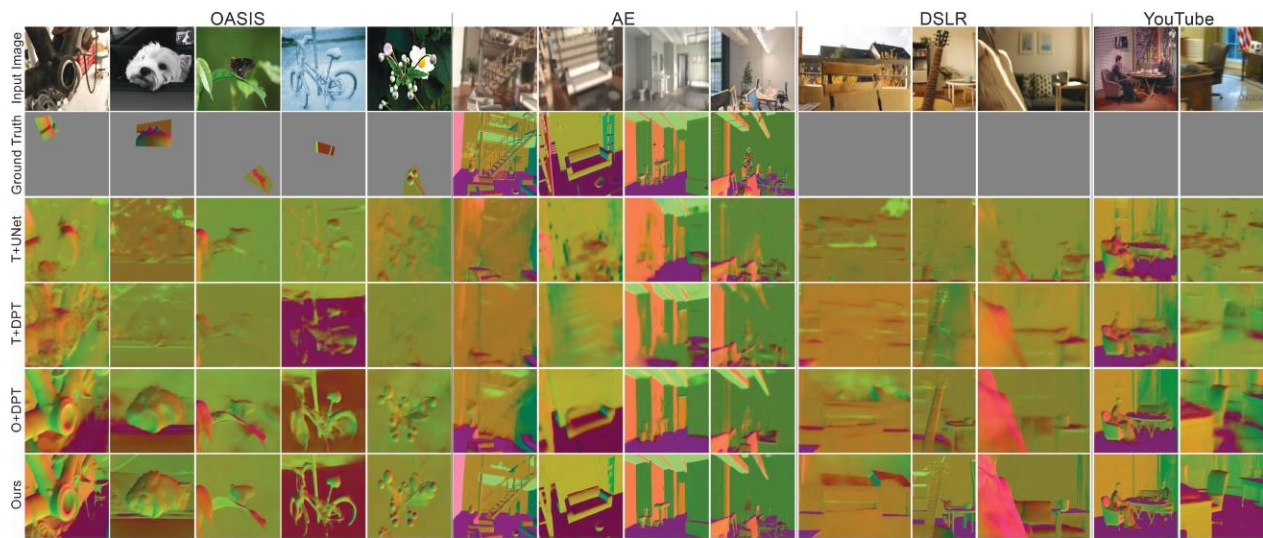 OASIS AE DSLR YouTube
Input Image
Ground Truth
T+UNet
T+DPT
O+DPT
Ours